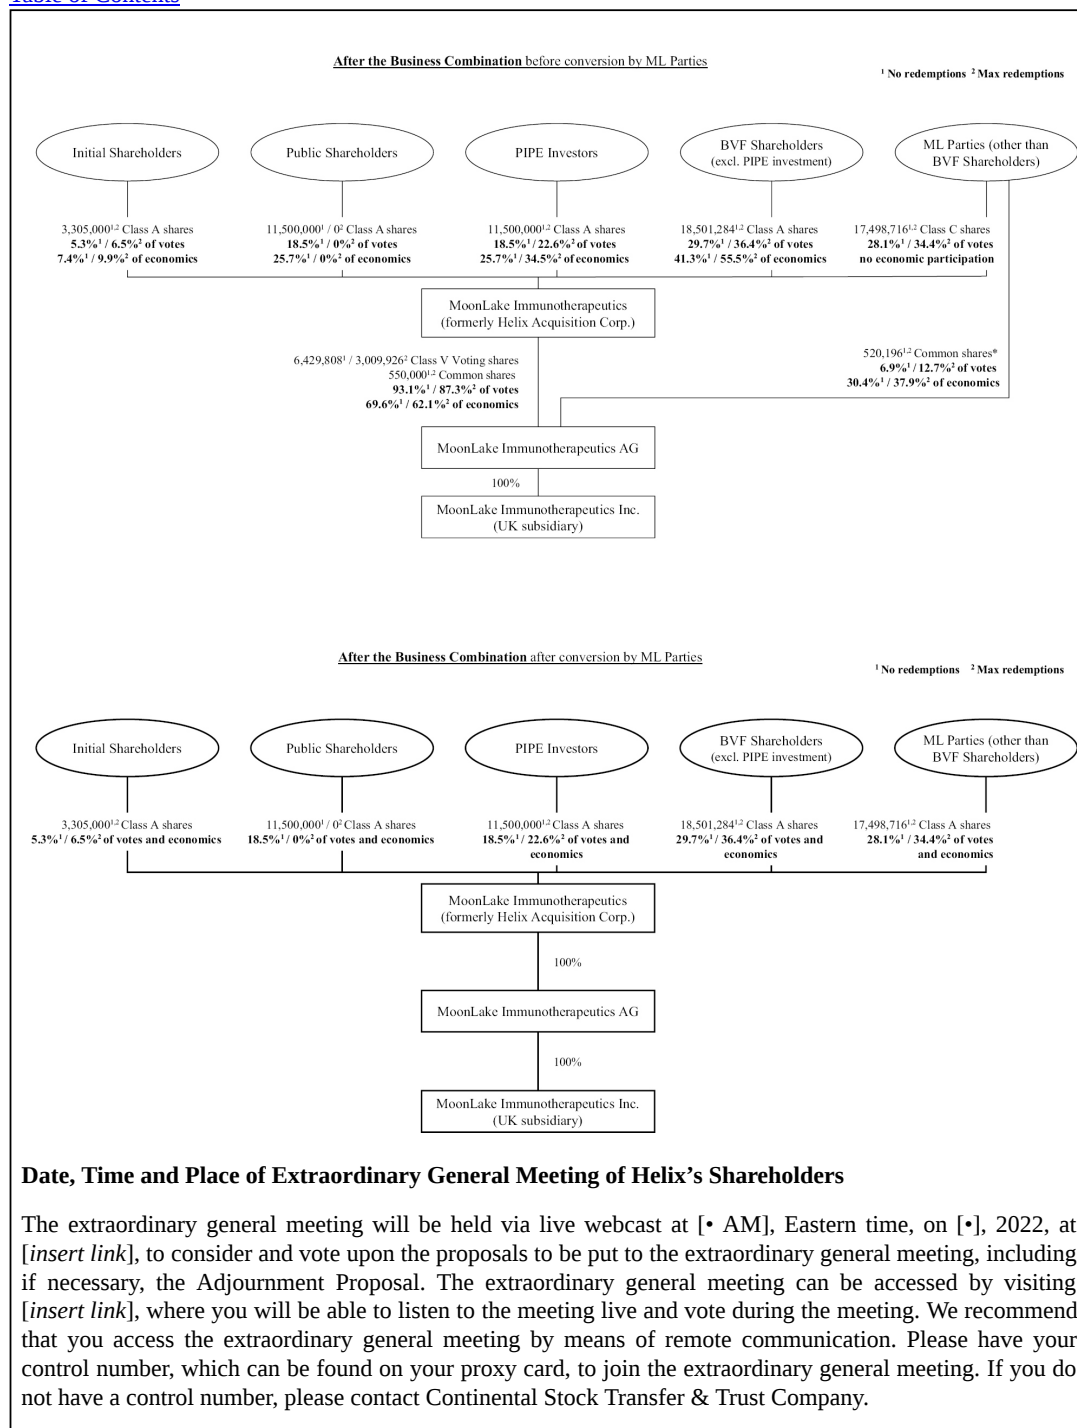 Table of Contents
After the Business Combination before conversion by ML Parties
¹ No redemptions ² Max redemptions
Initial Shareholders
Public Shareholders
PIPE Investors
BVF Shareholders
(excl. PIPE investment)
ML Parties (other than
BVF Shareholders)
3,305,000¹,² Class A shares
5.3%¹ / 6.5%² of votes
7.4%¹ / 9.9%² of economics
11,500,000¹ / 0² Class A shares
18.5%¹ / 0%² of votes
25.7%¹ / 0%² of economics
11,500,000¹,² Class A shares
18.5%¹ / 22.6%² of votes
25.7%¹ / 34.5%² of economics
18,501,284¹,² Class A shares
29.7%¹ / 36.4%² of votes
41.3%¹ / 55.5%² of economics
17,498,716¹,² Class C shares
28.1%¹ / 34.4%² of votes
no economic participation
MoonLake Immunotherapeutics
(formerly Helix Acquisition Corp.)
6,429,808¹ / 3,009,926² Class V Voting shares
550,000¹,² Common shares
93.1%¹ / 87.3%² of votes
69.6%¹ / 62.1%² of economics
520,196¹,² Common shares*
6.9%¹ / 12.7%² of votes
30.4%¹ / 37.9%² of economics
MoonLake Immunotherapeutics AG
100%
MoonLake Immunotherapeutics Inc.
(UK subsidiary)
After the Business Combination after conversion by ML Parties
¹ No redemptions ² Max redemptions
Initial Shareholders
Public Shareholders
PIPE Investors
BVF Shareholders
(excl. PIPE investment)
ML Parties (other than
BVF Shareholders)
3,305,000¹,² Class A shares
5.3%¹ / 6.5%² of votes and economics
11,500,000¹ / 0² Class A shares
18.5%¹ / 0%² of votes and economics
11,500,000¹,² Class A shares
18.5%¹ / 22.6%² of votes and
economics
18,501,284¹,² Class A shares
29.7%¹ / 36.4%² of votes and
economics
17,498,716¹,² Class A shares
28.1%¹ / 34.4%² of votes
and economics
MoonLake Immunotherapeutics
(formerly Helix Acquisition Corp.)
100%
MoonLake Immunotherapeutics AG
100%
MoonLake Immunotherapeutics Inc.
(UK subsidiary)
Date, Time and Place of Extraordinary General Meeting of Helix’s Shareholders
The extraordinary general meeting will be held via live webcast at [• AM], Eastern time, on [•], 2022, at
[insert link], to consider and vote upon the proposals to be put to the extraordinary general meeting, including
if necessary, the Adjournment Proposal. The extraordinary general meeting can be accessed by visiting
[insert link], where you will be able to listen to the meeting live and vote during the meeting. We recommend
that you access the extraordinary general meeting by means of remote communication. Please have your
control number, which can be found on your proxy card, to join the extraordinary general meeting. If you do
not have a control number, please contact Continental Stock Transfer & Trust Company.